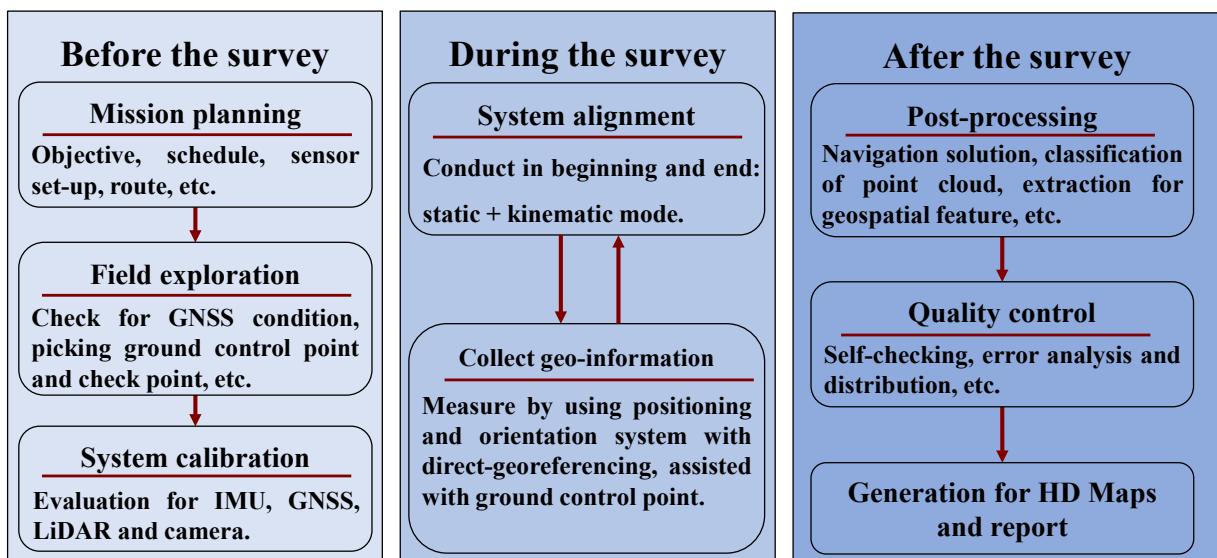 Before the survey
Mission planning
Objective, schedule, sensor
set-up, route, etc.
Field exploration
Check for GNSS condition,
picking ground control point
and check point, etc.
System calibration
Evaluation for IMU, GNSS,
LiDAR and camera.
During the survey
System alignment
Conduct in beginning and end:
static + kinematic mode.
Collect geo-information
Measure by using positioning
and orientation system with
direct-georeferencing, assisted
with ground control point.
After the survey
Post-processing
Navigation solution, classification
of point cloud, extraction for
geospatial feature, etc.
Quality control
Self-checking, error analysis and
distribution, etc.
Generation for HD Maps
and report